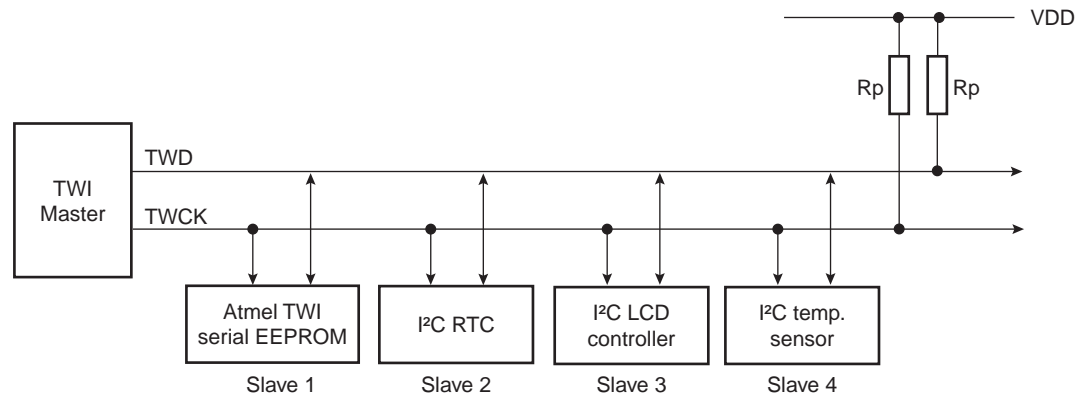 VDD
Rp
Rp
TWD
TWI
Master
TWCK
Atmel TWI
serial EEPROM
I²C RTC
I²C LCD
controller
I²C temp.
sensor
Slave 1
Slave 2
Slave 3
Slave 4